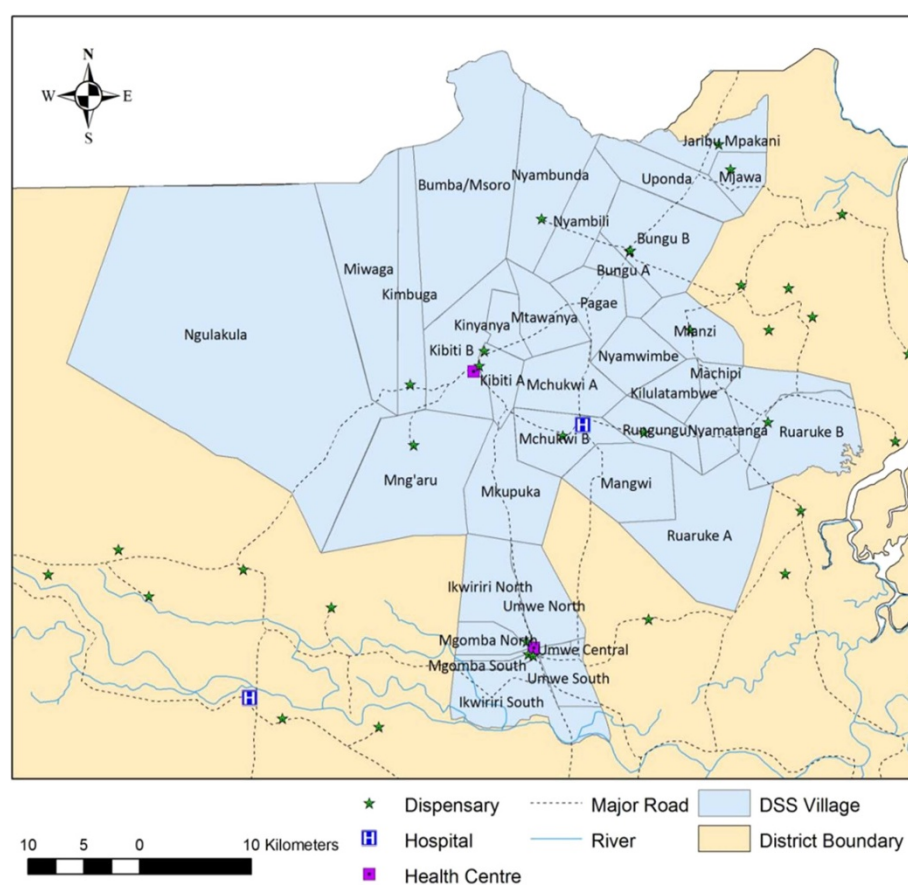 N
W E
S
Jaribu Mpakani
Bumba/Msoro
Nyambunda
Uponda
Mjawa
Nyambili
Bungu B
Miwaga
Bungu A
Kimbuga
Pagae
Ngulakula
Kinyanya
Mtawanya
Mlanzi
Kibiti B
Nyamwimbe
Kibiti A
Mchukwi A
Machipi
Kilulatambwe
Mchukwi B
Rungungu
Nyamatanga
Ruaruke B
H
Mng'aru
Mkupuka
Mangwi
Ruaruke A
Ikwiriri North
Umwe North
Mgomba North
Umwe Central
Mgomba South
Umwe South
H
Ikwiriri South
Dispensary
Major Road
DSS Village
10 5 0 10 Kilometers
H
Hospital
River
District Boundary
Health Centre